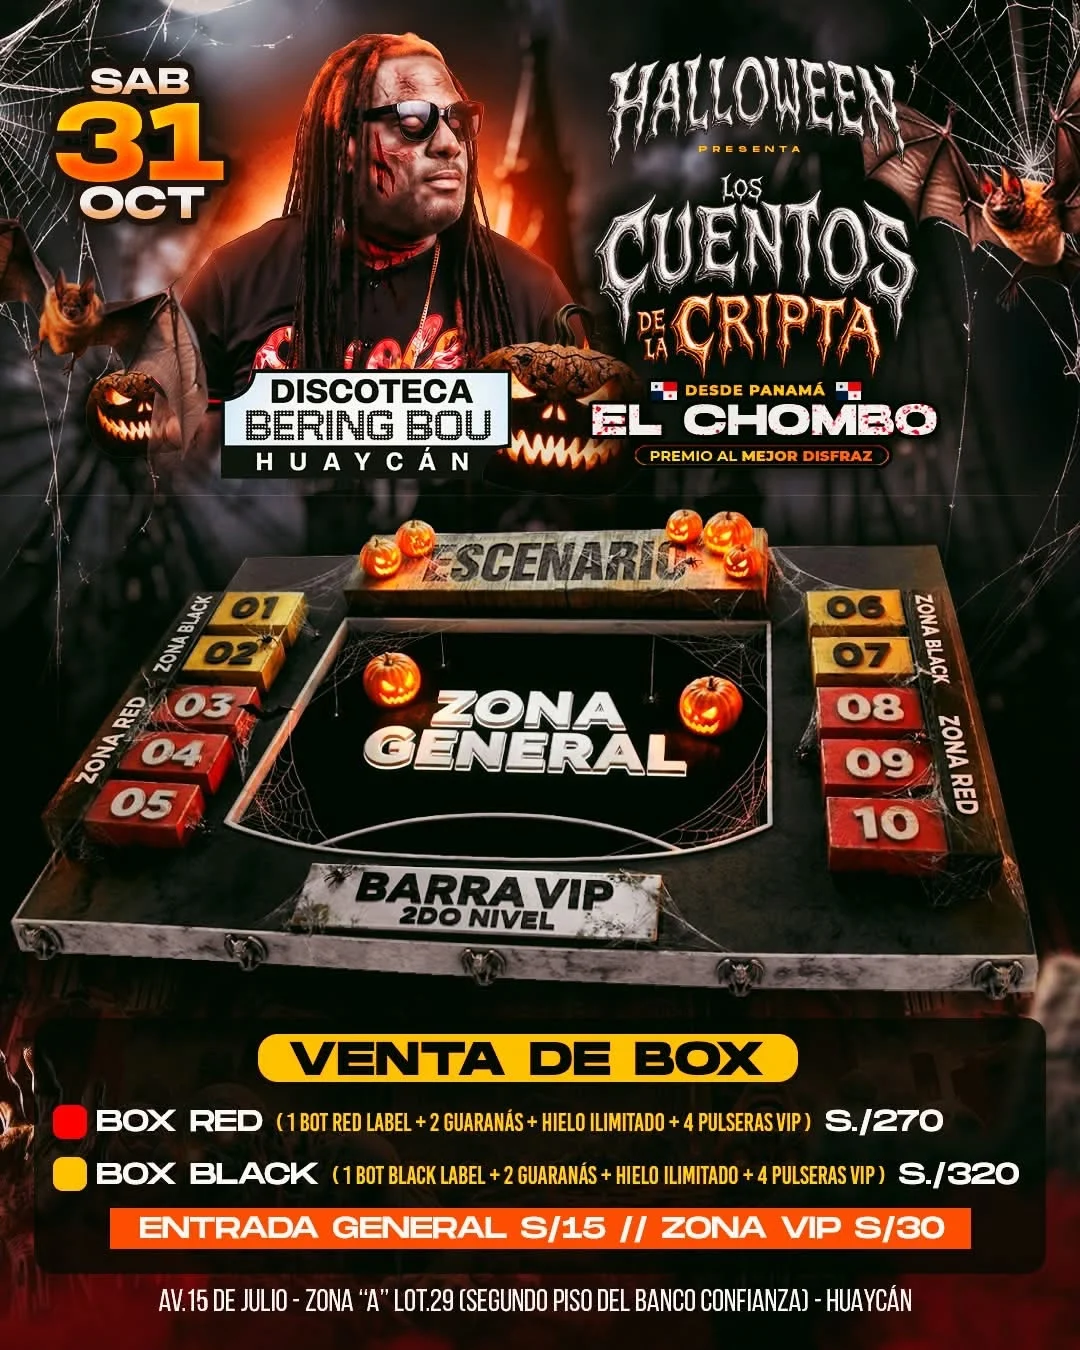 SAB
31
OCT
HALLOWEEN
PRESENTA
LOS
CUENTOS
DE LA CRIPTA
DESDE PANAMÁ
EL CHOMBO
PREMIO AL MEJOR DISFRAZ
DISCOTECA
BERING BOU
HUAYCÁN
ESCENARIO
ZONA BLACK
01
02
ZONA RED
03
04
05
ZONA
GENERAL
06
07
ZONA BLACK
08
09
10
ZONA RED
BARRA VIP
2DO NIVEL
VENTA DE BOX
BOX RED ( 1 BOT RED LABEL + 2 GUARANÁS + HIELO ILIMITADO + 4 PULSERAS VIP ) S./270
BOX BLACK ( 1 BOT BLACK LABEL + 2 GUARANÁS + HIELO ILIMITADO + 4 PULSERAS VIP ) S./320
ENTRADA GENERAL S/15 // ZONA VIP S/30
AV.15 DE JULIO - ZONA “A” LOT.29 (SEGUNDO PISO DEL BANCO CONFIANZA) - HUAYCÁN